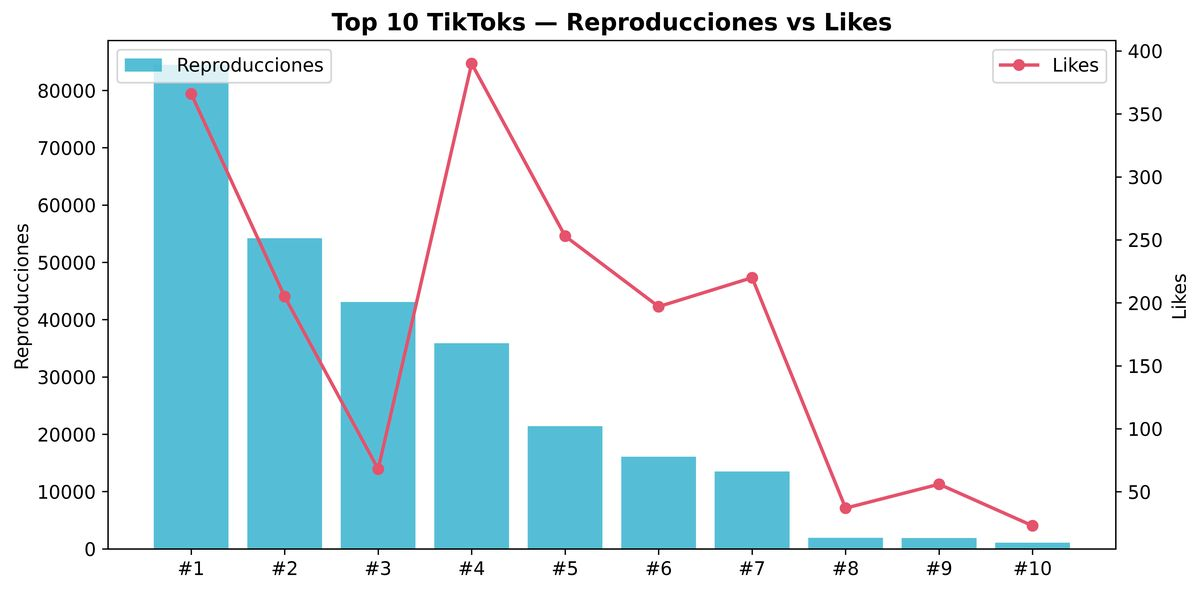 Top 10 TikToks — Reproducciones vs Likes
Reproducciones
Likes
80000
70000
60000
50000
40000
30000
20000
10000
0
Reproducciones
400
350
300
250
200
150
100
50
Likes
#1 #2 #3 #4 #5 #6 #7 #8 #9 #10